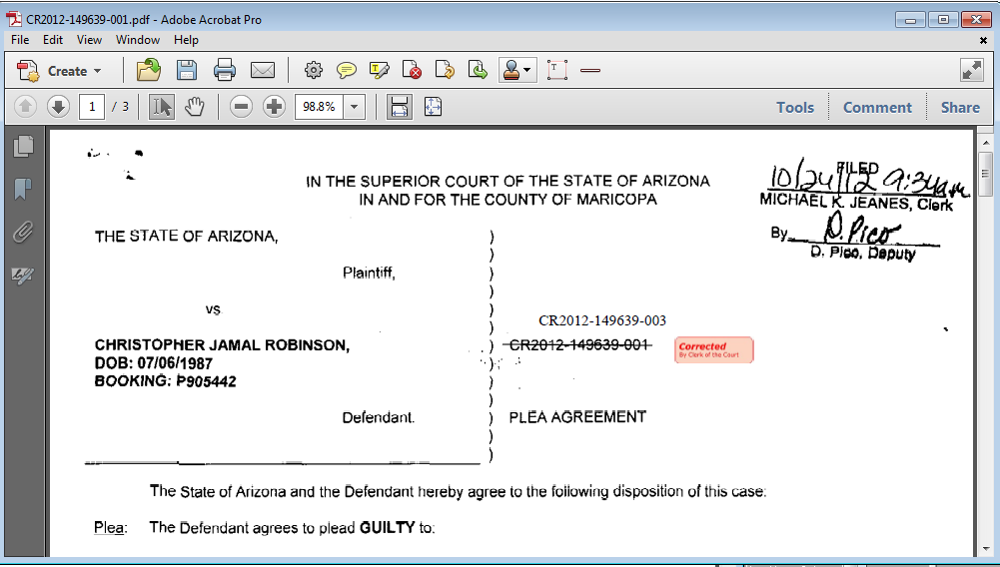 CR2012-149639-001.pdf - Adobe Acrobat Pro
File Edit View Window Help
Create
1 / 3
98.8%
Tools Comment Share
10/24/12 9:34am
FILED
IN THE SUPERIOR COURT OF THE STATE OF ARIZONA
IN AND FOR THE COUNTY OF MARICOPA
MICHAEL K. JEANES, Clerk
By D. Pico
D. Pico, Deputy
THE STATE OF ARIZONA,
Plaintiff,
vs
CR2012-149639-003
CHRISTOPHER JAMAL ROBINSON,
CR2012-149639-001
Corrected
By Clerk of the Court
DOB: 07/06/1987
BOOKING: P905442
Defendant.
PLEA AGREEMENT
The State of Arizona and the Defendant hereby agree to the following disposition of this case:
Plea: The Defendant agrees to plead GUILTY to: